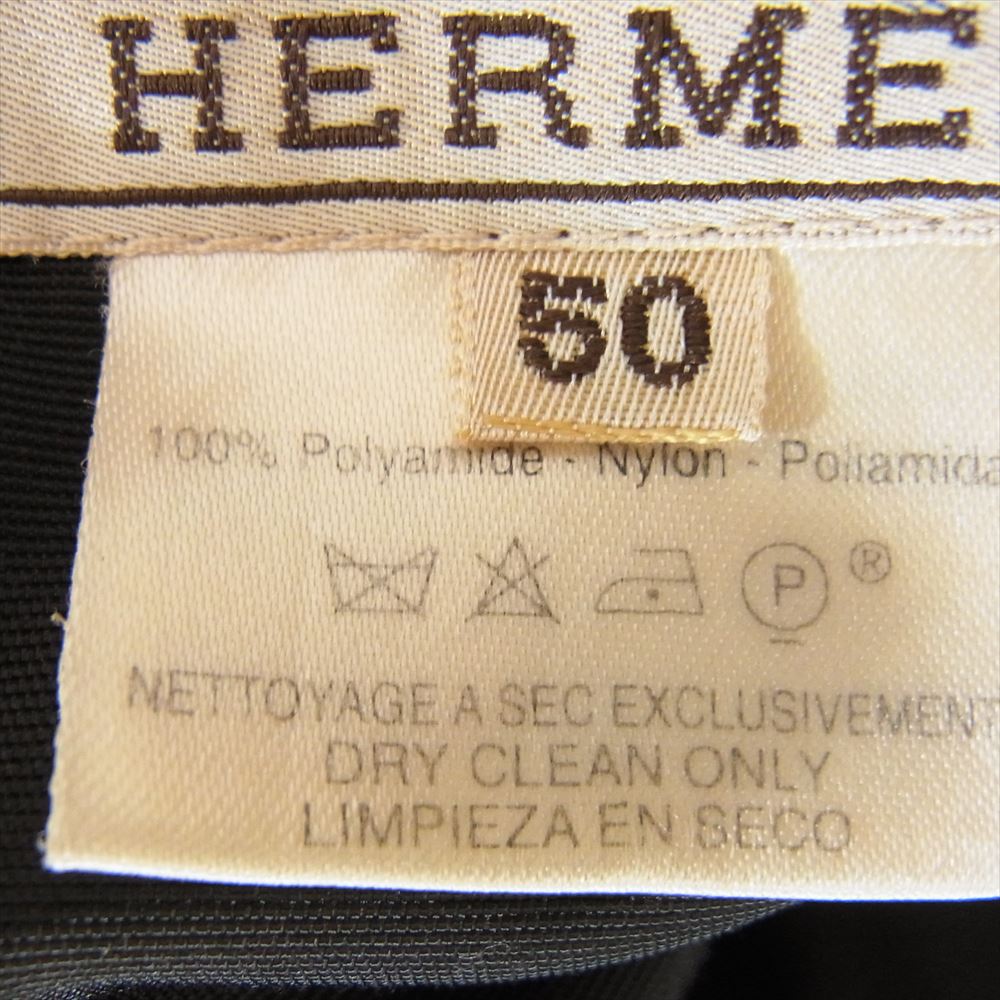 HERME
50
100% Polyamide - Nylon - Poliamida
P ®
NETTOYAGE A SEC EXCLUSIVEMENT
DRY CLEAN ONLY
LIMPIEZA EN SECO